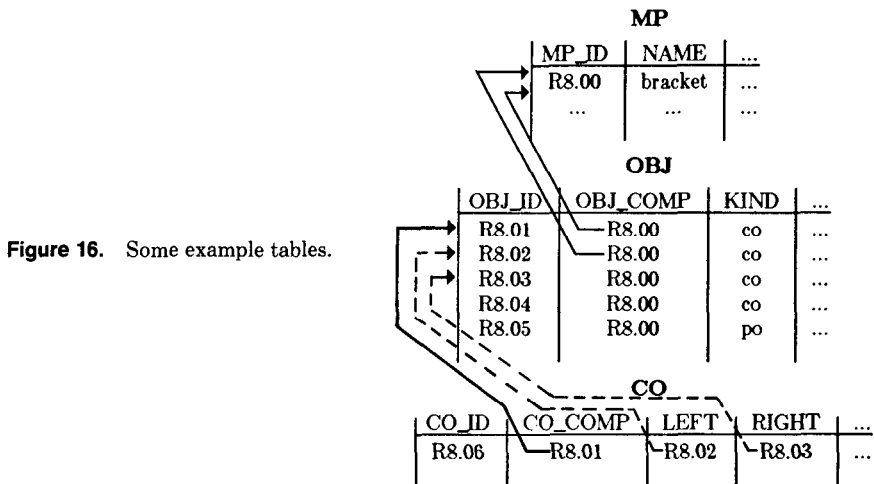 MP
MP_ID NAME ...
R8.00 bracket ...
... ... ...
OBJ
OBJ_ID OBJ_COMP KIND ...
R8.01 R8.00 co ...
R8.02 R8.00 co ...
R8.03 R8.00 co ...
R8.04 R8.00 co ...
R8.05 R8.00 po ...
Figure 16. Some example tables.
CO
CO_ID CO_COMP LEFT RIGHT ...
R8.06 R8.01 R8.02 R8.03 ...